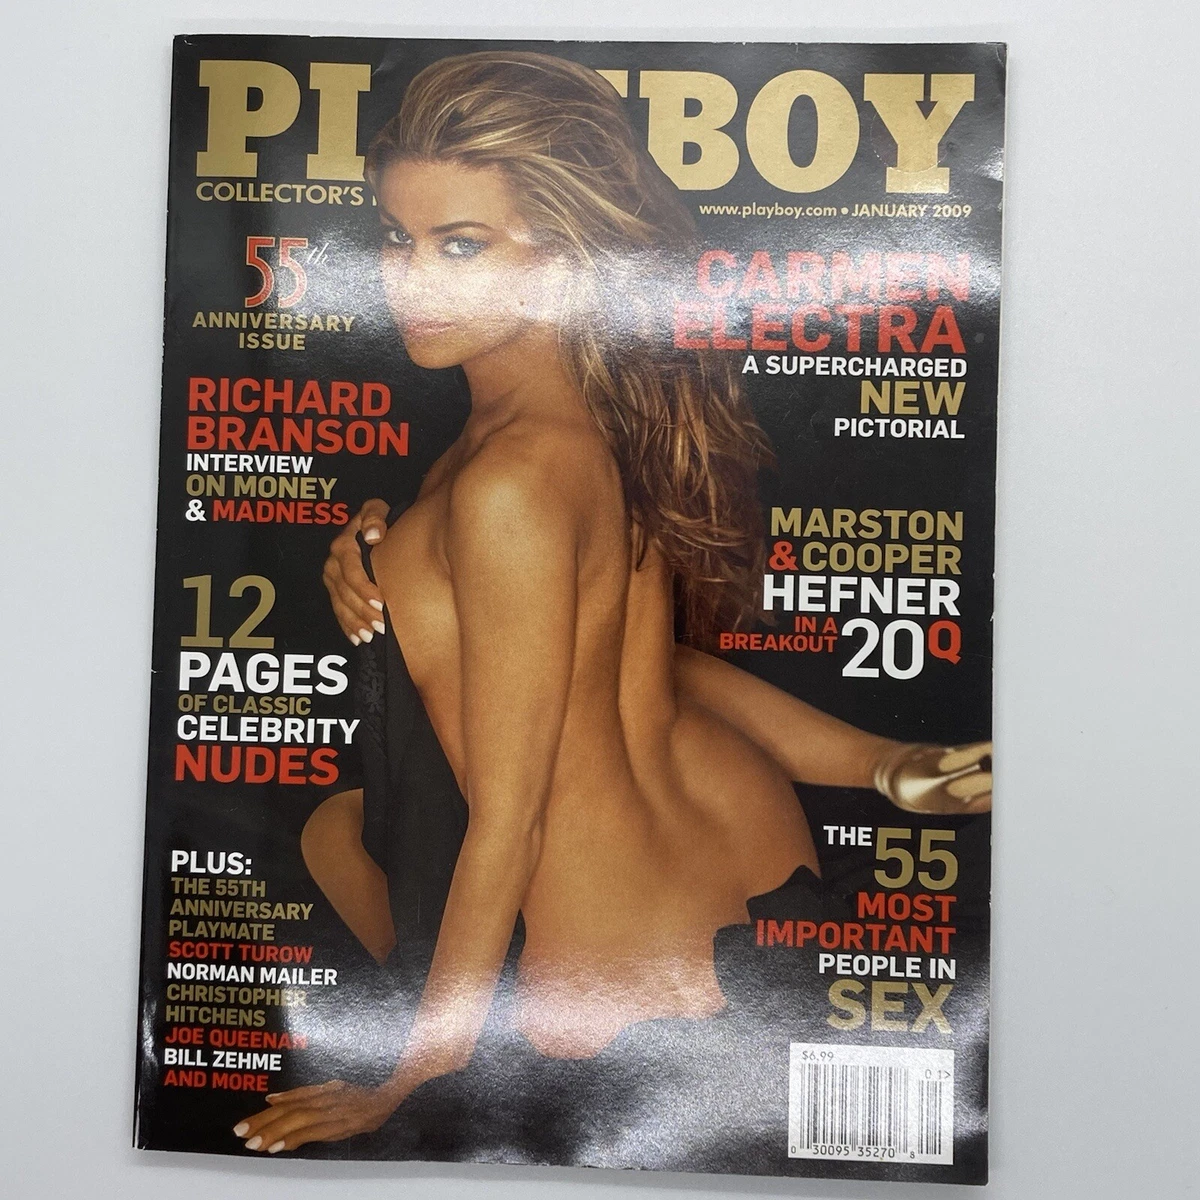 PLAYBOY
COLLECTOR'S
www.playboy.com • JANUARY 2009
55th
ANNIVERSARY
ISSUE
CARMEN
ELECTRA
A SUPERCHARGED
NEW
PICTORIAL
RICHARD
BRANSON
INTERVIEW
ON MONEY
& MADNESS
MARSTON
& COOPER
HEFNER
IN A
BREAKOUT
20Q
12
PAGES
OF CLASSIC
CELEBRITY
NUDES
THE 55
MOST
IMPORTANT
PEOPLE IN
SEX
PLUS:
THE 55TH
ANNIVERSARY
PLAYMATE
SCOTT TUROW
NORMAN MAILER
CHRISTOPHER
HITCHENS
JOE QUEENAN
BILL ZEHME
AND MORE
$6.99
01>
0 30095 35270 8